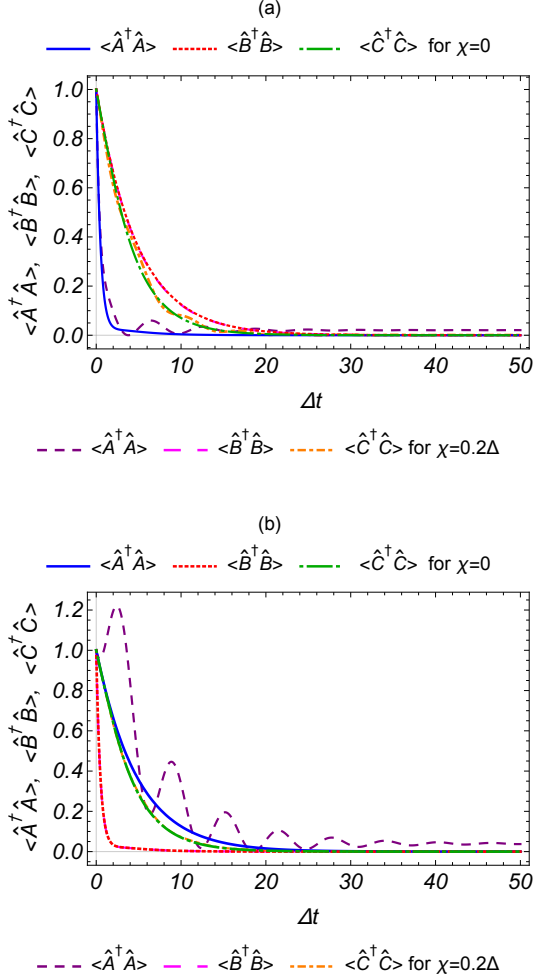 (a)
<Â†Â> <B̂†B̂> <Ĉ†Ĉ> for χ=0
<Â†Â>, <B̂†B̂>, <Ĉ†Ĉ>
1.0
0.8
0.6
0.4
0.2
0.0
0 10 20 30 40 50
Δt
<Â†Â> <B̂†B̂> <Ĉ†Ĉ> for χ=0.2Δ
(b)
<Â†Â> <B̂†B̂> <Ĉ†Ĉ> for χ=0
<Â†Â>, <B̂†B̂>, <Ĉ†Ĉ>
1.2
1.0
0.8
0.6
0.4
0.2
0.0
0 10 20 30 40 50
Δt
<Â†Â> <B̂†B̂> <Ĉ†Ĉ> for χ=0.2Δ